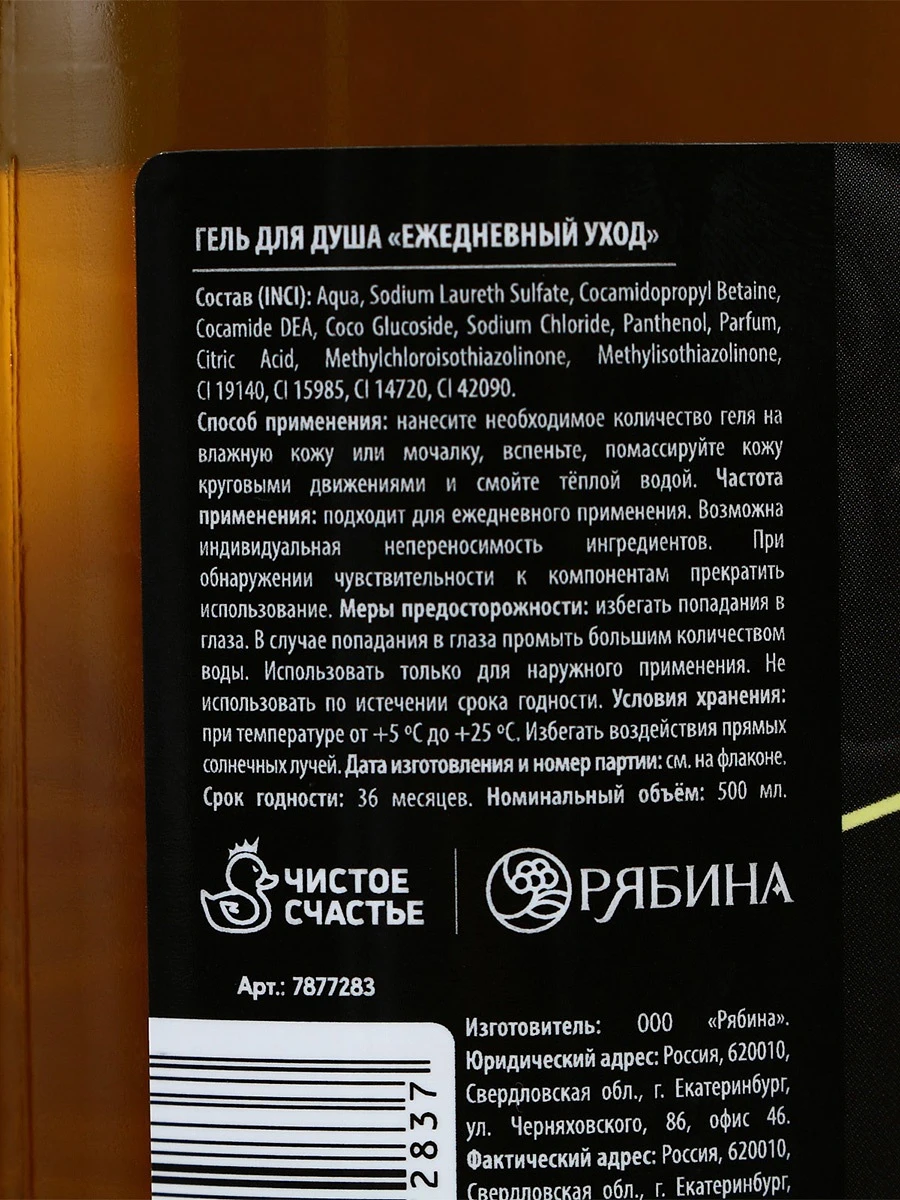 ГЕЛЬ ДЛЯ ДУША «ЕЖЕДНЕВНЫЙ УХОД»
Состав (INCI): Aqua, Sodium Laureth Sulfate, Cocamidopropyl Betaine,
Cocamide DEA, Coco Glucoside, Sodium Chloride, Panthenol, Parfum,
Citric Acid, Methylchloroisothiazolinone, Methylisothiazolinone,
CI 19140, CI 15985, CI 14720, CI 42090.
Способ применения: нанесите необходимое количество геля на
влажную кожу или мочалку, вспеньте, помассируйте кожу
круговыми движениями и смойте тёплой водой. Частота
применения: подходит для ежедневного применения. Возможна
индивидуальная непереносимость ингредиентов. При
обнаружении чувствительности к компонентам прекратить
использование. Меры предосторожности: избегать попадания в
глаза. В случае попадания в глаза промыть большим количеством
воды. Использовать только для наружного применения. Не
использовать по истечении срока годности. Условия хранения:
при температуре от +5 ºС до +25 ºС. Избегать воздействия прямых
солнечных лучей. Дата изготовления и номер партии: см. на флаконе.
Срок годности: 36 месяцев. Номинальный объём: 500 мл.
ЧИСТОЕ
СЧАСТЬЕ
РЯБИНА
Арт.: 7877283
2837
Изготовитель: ООО «Рябина».
Юридический адрес: Россия, 620010,
Свердловская обл., г. Екатеринбург,
ул. Черняховского, 86, офис 46.
Фактический адрес: Россия, 620010,
Свердловская обл., г. Екатеринбург,